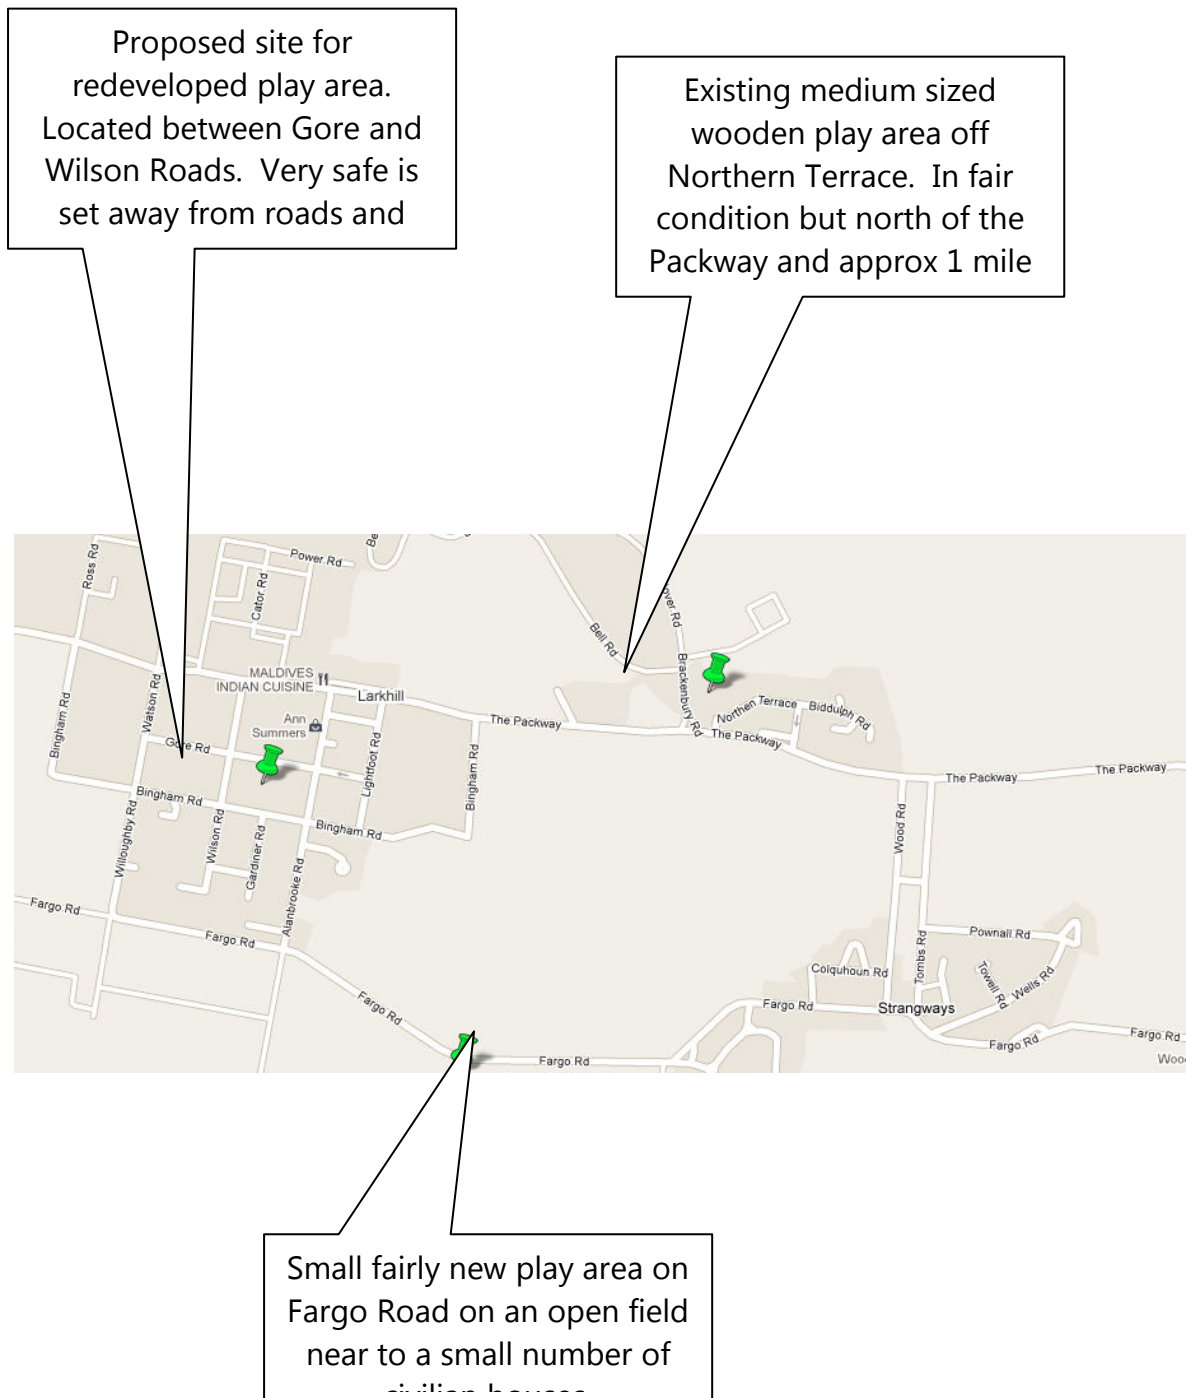 Proposed site for
redeveloped play area.
Located between Gore and
Wilson Roads. Very safe is
set away from roads and
Existing medium sized
wooden play area off
Northern Terrace. In fair
condition but north of the
Packway and approx 1 mile
Ross Rd
Power Rd
Be
Cator Rd
over Rd
Bell Rd
MALDIVES
INDIAN CUISINE
Larkhill
Watson Rd
Bingham Rd
Ann
Summers
Gore Rd
Lightfoot Rd
The Packway
Bingham Rd
Brackenbury Rd
Northen Terrace
Biddulph Rd
The Packway
The Packway
The Packway
Bingham Rd
Bingham Rd
Willoughby Rd
Wilson Rd
Gardiner Rd
Alanbrooke Rd
Wood Rd
Fargo Rd
Fargo Rd
Fargo Rd
Fargo Rd
Pownall Rd
Tombs Rd
Towell Rd
Wells Rd
Colquhoun Rd
Fargo Rd
Strangways
Fargo Rd
Fargo Rd
Wood
Small fairly new play area on
Fargo Road on an open field
near to a small number of
civilian houses